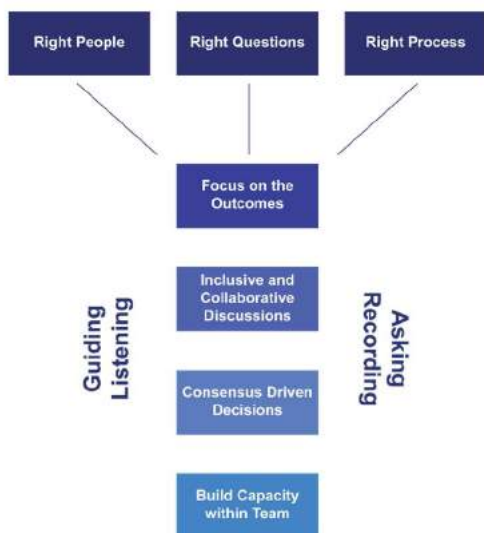 Right People
Right Questions
Right Process
Focus on the
Outcomes
Inclusive and
Collaborative
Discussions
Guiding
Listening
Asking
Recording
Consensus Driven
Decisions
Build Capacity
within Team